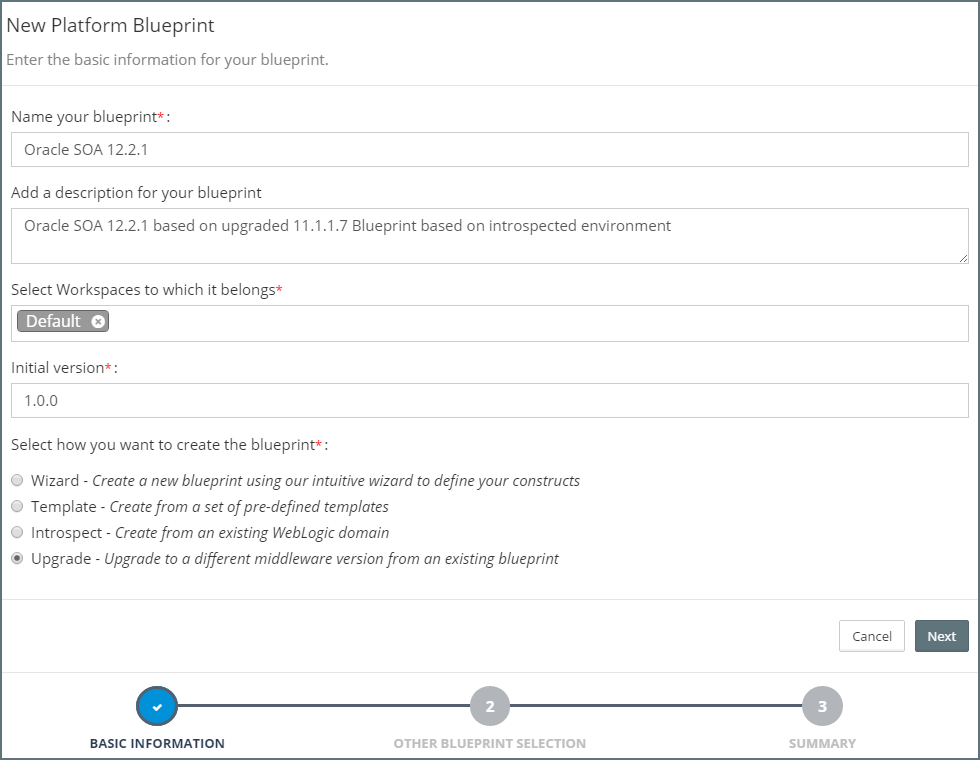 New Platform Blueprint
Enter the basic information for your blueprint.
Name your blueprint*:
Oracle SOA 12.2.1
Add a description for your blueprint
Oracle SOA 12.2.1 based on upgraded 11.1.1.7 Blueprint based on introspected environment
Select Workspaces to which it belongs*
Default
Initial version*:
1.0.0
Select how you want to create the blueprint*:
Wizard - Create a new blueprint using our intuitive wizard to define your constructs
Template - Create from a set of pre-defined templates
Introspect - Create from an existing WebLogic domain
Upgrade - Upgrade to a different middleware version from an existing blueprint
Cancel Next
2 3
BASIC INFORMATION OTHER BLUEPRINT SELECTION SUMMARY